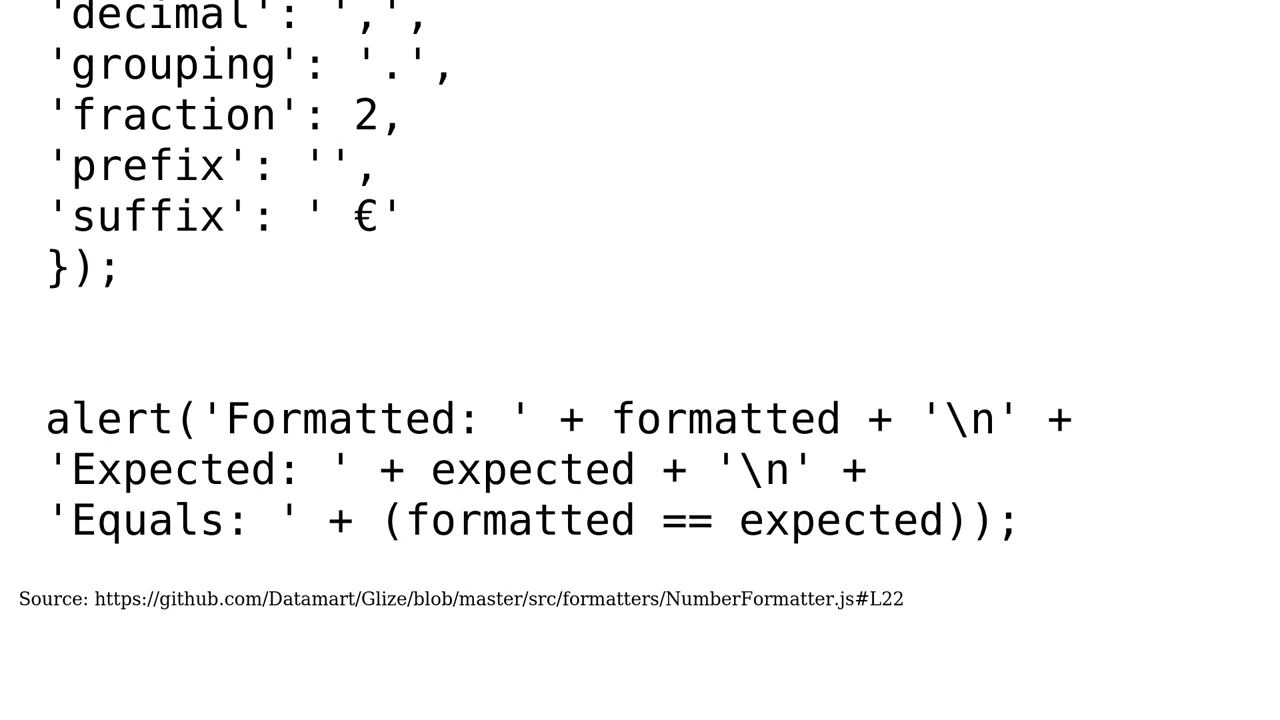 'decimal': ',',
'grouping': '.',
'fraction': 2,
'prefix': '',
'suffix': ' €'
});
alert('Formatted: ' + formatted + '\n' +
'Expected: ' + expected + '\n' +
'Equals: ' + (formatted == expected));
Source: https://github.com/Datamart/Glize/blob/master/src/formatters/NumberFormatter.js#L22